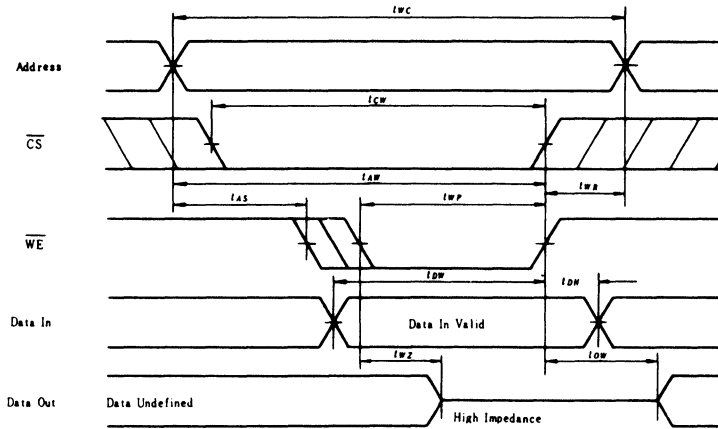 tWC
Address
tCW
CS
tAW
tAS
tWP
tWR
WE
tDW
tDH
Data In
Data In Valid
tWZ
tOW
Data Out
Data Undefined
High Impedance